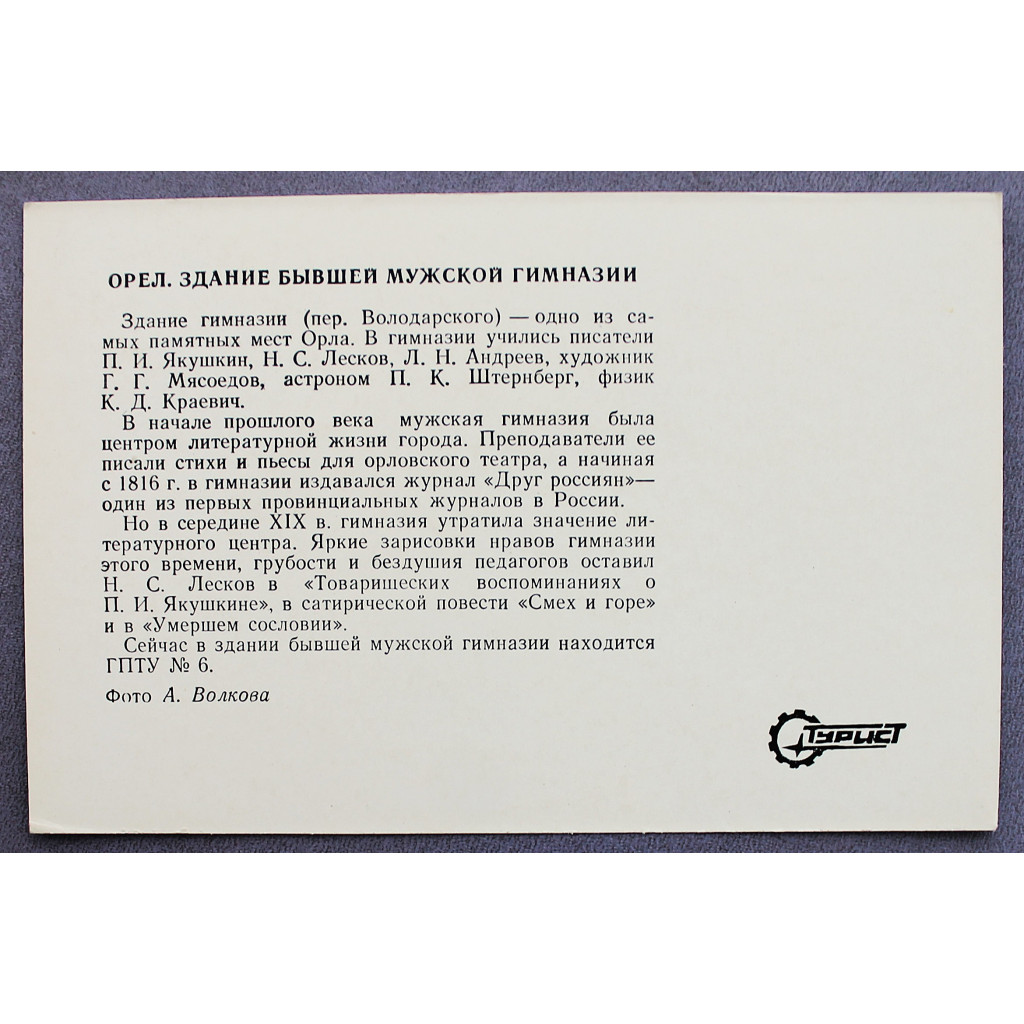 ОРЕЛ. ЗДАНИЕ БЫВШЕЙ МУЖСКОЙ ГИМНАЗИИ
Здание гимназии (пер. Володарского) — одно из са-
мых памятных мест Орла. В гимназии учились писатели
П. И. Якушкин, Н. С. Лесков, Л. Н. Андреев, художник
Г. Г. Мясоедов, астроном П. К. Штернберг, физик
К. Д. Краевич.
В начале прошлого века мужская гимназия была
центром литературной жизни города. Преподаватели ее
писали стихи и пьесы для орловского театра, а начиная
с 1816 г. в гимназии издавался журнал «Друг россиян»—
один из первых провинциальных журналов в России.
Но в середине XIX в. гимназия утратила значение ли-
тературного центра. Яркие зарисовки нравов гимназии
этого времени, грубости и бездушия педагогов оставил
Н. С. Лесков в «Товарищеских воспоминаниях о
П. И. Якушкине», в сатирической повести «Смех и горе»
и в «Умершем сословии».
Сейчас в здании бывшей мужской гимназии находится
ГПТУ № 6.
Фото А. Волкова
ТУРИСТ